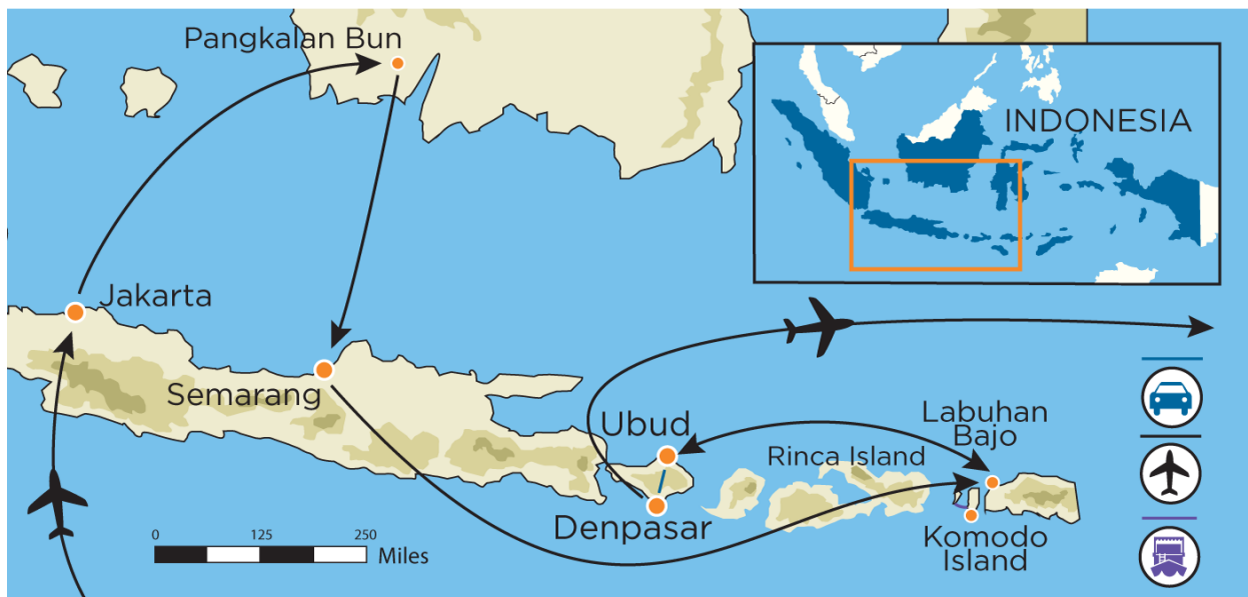 Pangkalan Bun
INDONESIA
Jakarta
Semarang
Ubud
Labuhan
Bajo
Rinca Island
Denpasar
Komodo
Island
0 125 250
Miles